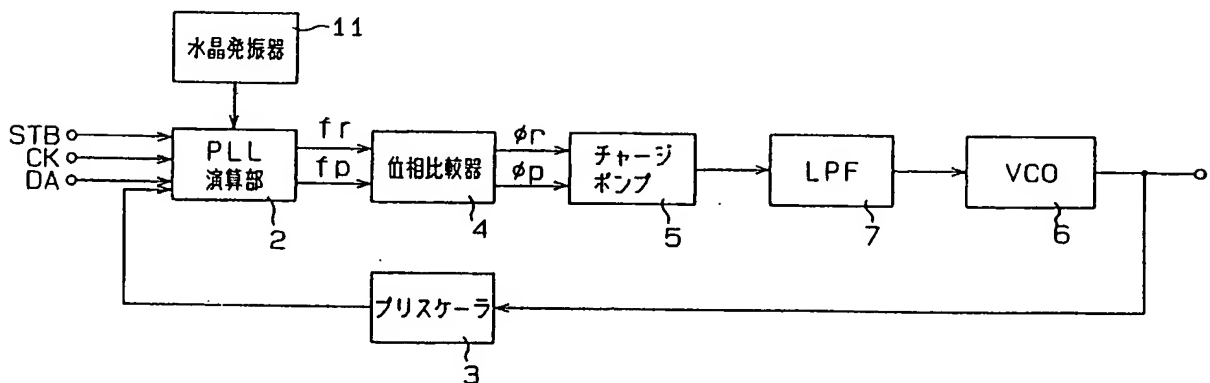 水晶発振器
11
STB
CK
DA
PLL
演算部
2
fr
fp
位相比較器
4
φr
φp
チャージ
ポンプ
5
LPF
7
VCO
6
プリスケーラ
3